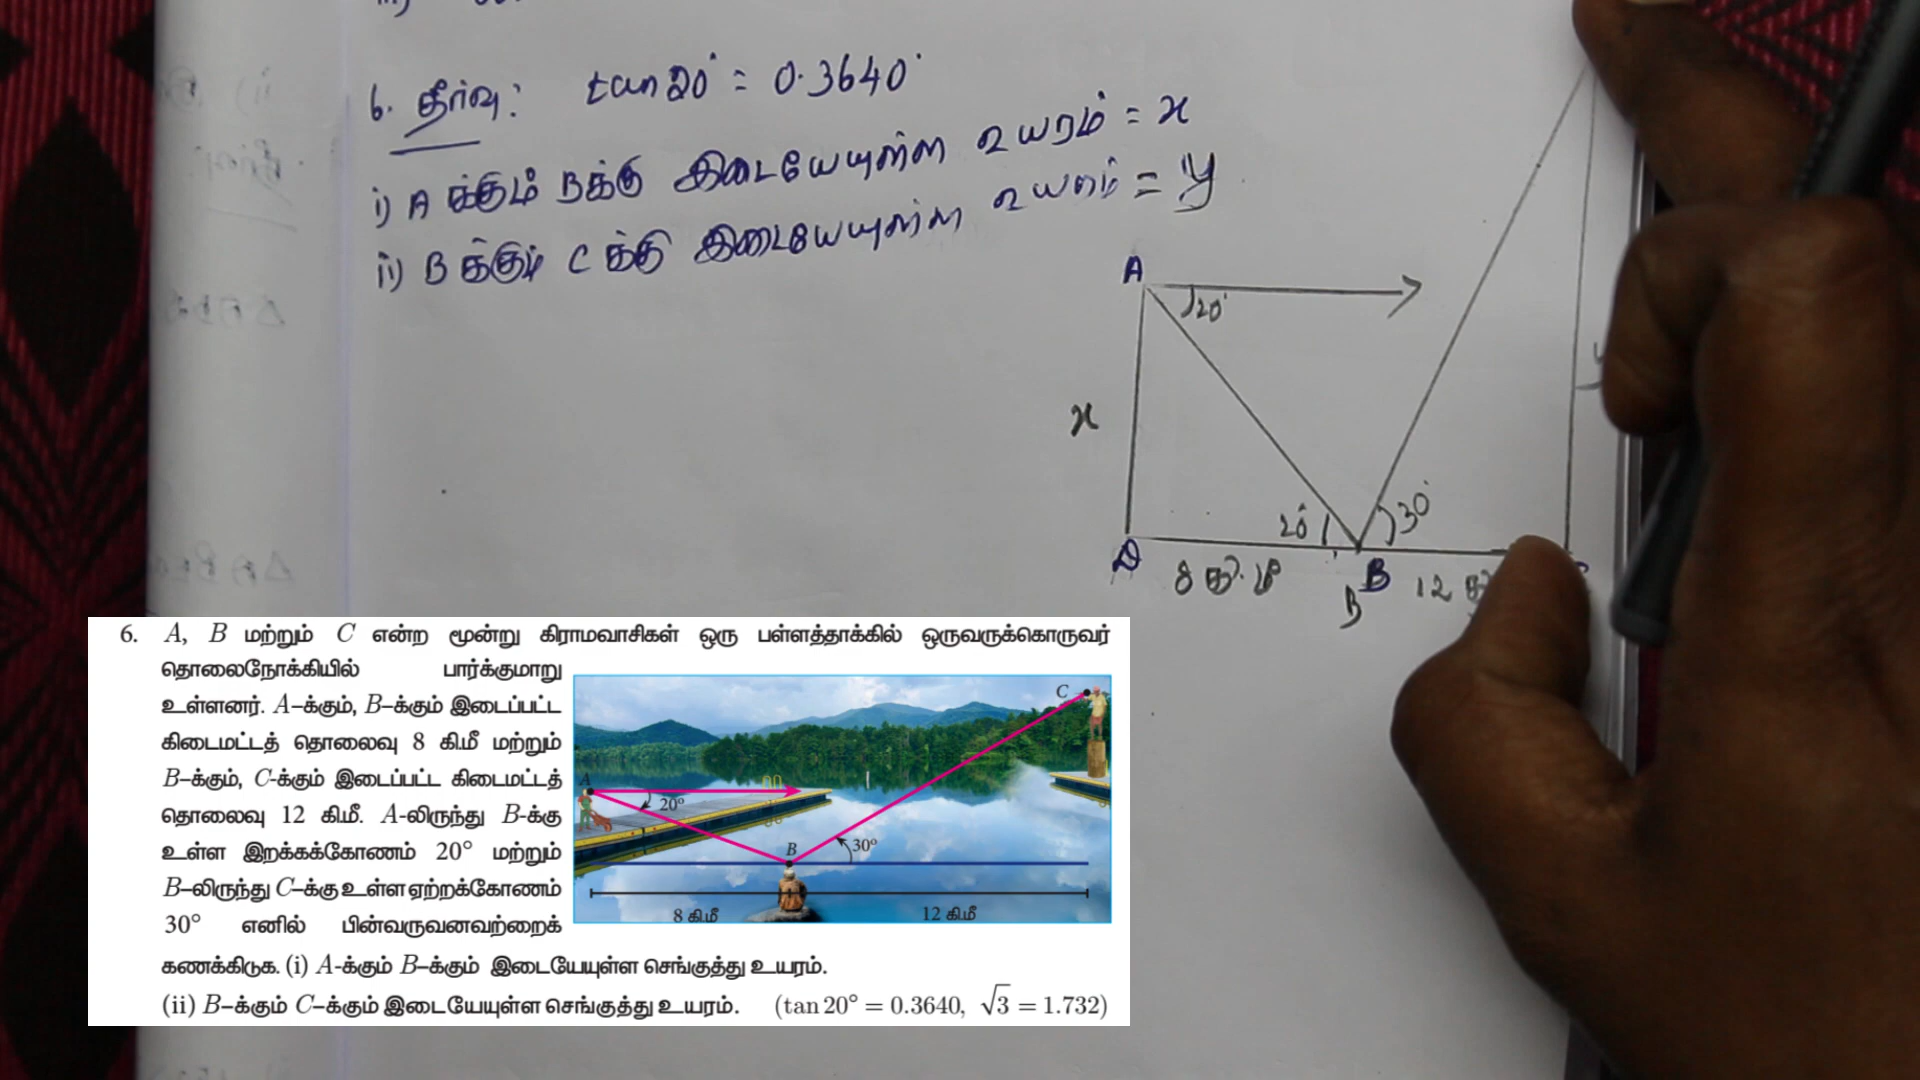 6. தீர்வு: tan 20° = 0.3640°
i) A க்கும் Bக்கு இடையேயுள்ள உயரம் = x
ii) B க்கும் C க்கு இடையேயுள்ள உயரம் = y
A
20°
x
20°
30°
D
8 கி.மீ
B
B
12
6. A, B மற்றும் C என்ற மூன்று கிராமவாசிகள் ஒரு பள்ளத்தாக்கில் ஒருவருக்கொருவர்
தொலைநோக்கியில் பார்க்குமாறு
உள்ளனர். A–க்கும், B–க்கும் இடைப்பட்ட
கிடைமட்டத் தொலைவு 8 கி.மீ மற்றும்
B–க்கும், C-க்கும் இடைப்பட்ட கிடைமட்டத்
தொலைவு 12 கி.மீ. A-லிருந்து B-க்கு
உள்ள இறக்கக்கோணம் 20° மற்றும்
B–லிருந்து C–க்கு உள்ள ஏற்றக்கோணம்
30° எனில் பின்வருவனவற்றைக்
கணக்கிடுக. (i) A-க்கும் B–க்கும் இடையேயுள்ள செங்குத்து உயரம்.
(ii) B–க்கும் C–க்கும் இடையேயுள்ள செங்குத்து உயரம். (tan 20° = 0.3640, √3 = 1.732)
C
A
20°
B
30°
8 கி.மீ
12 கி.மீ